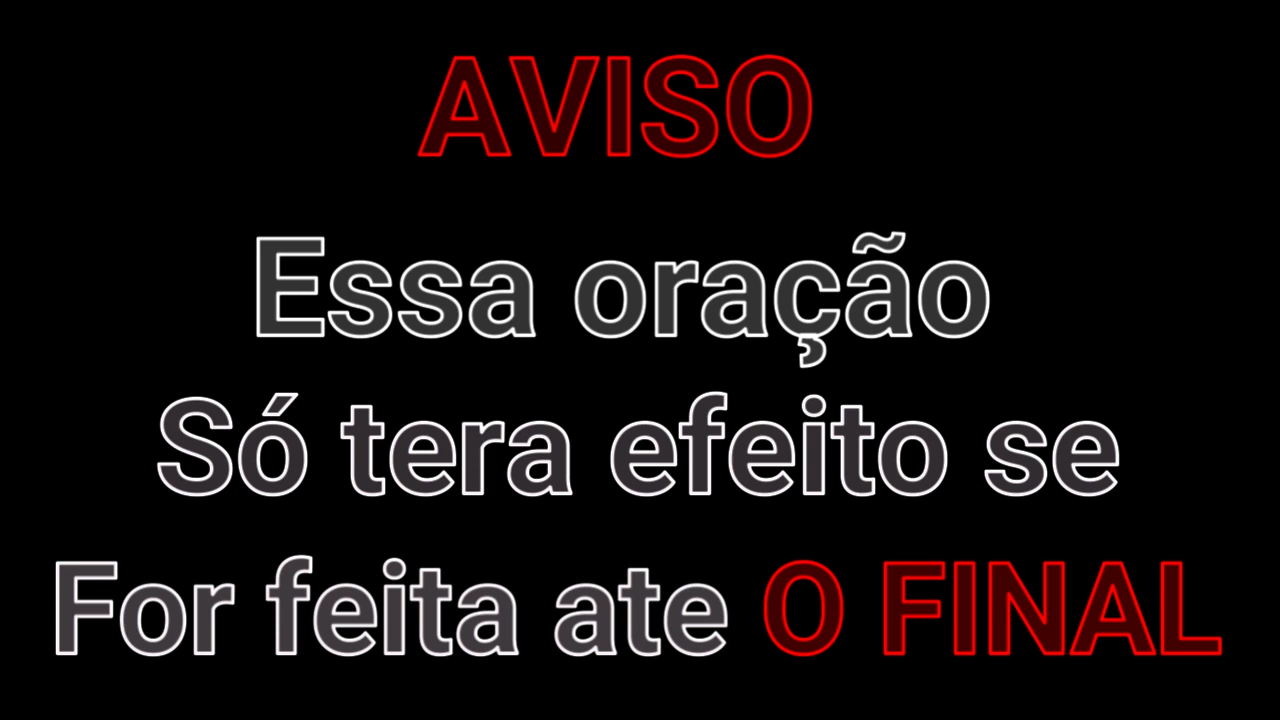 AVISO
Essa oração
Só tera efeito se
For feita ate O FINAL